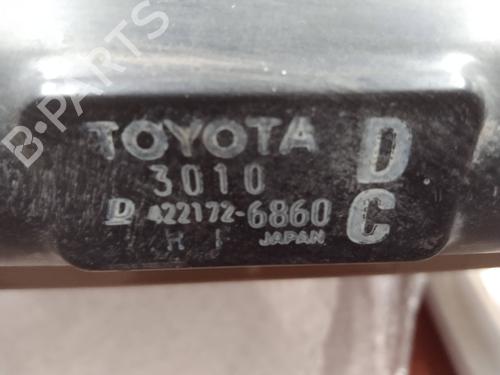 B-PARTS
TOYOTA D
3010
D 422172-6860 C
H I JAPAN